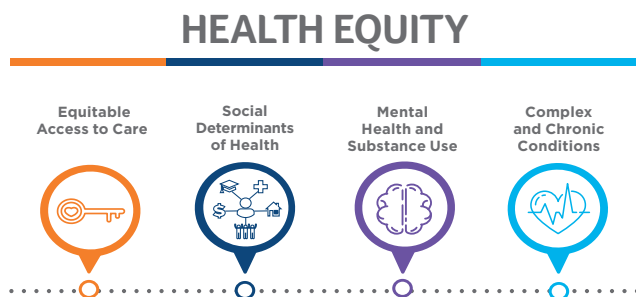 HEALTH EQUITY
Equitable
Access to Care
Social
Determinants
of Health
Mental
Health and
Substance Use
Complex
and Chronic
Conditions
$